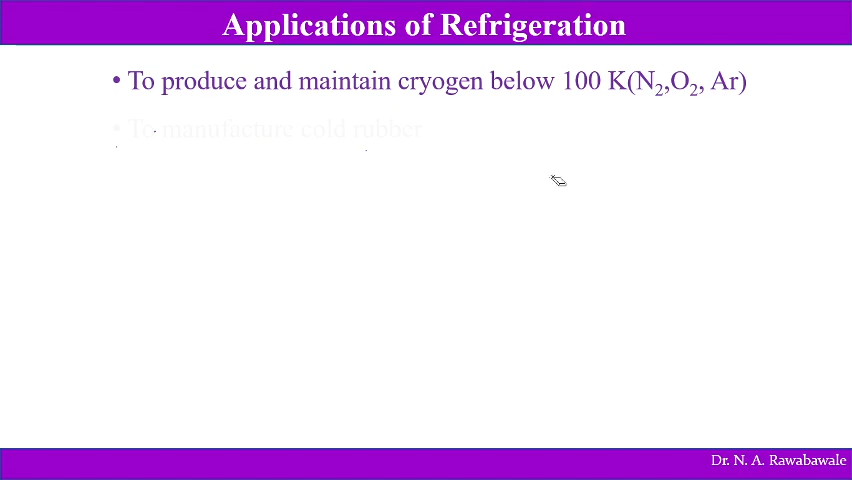 Applications of Refrigeration
• To produce and maintain cryogen below 100 K(N₂,O₂, Ar)
• To manufacture cold rubber
Dr. N. A. Rawabawale